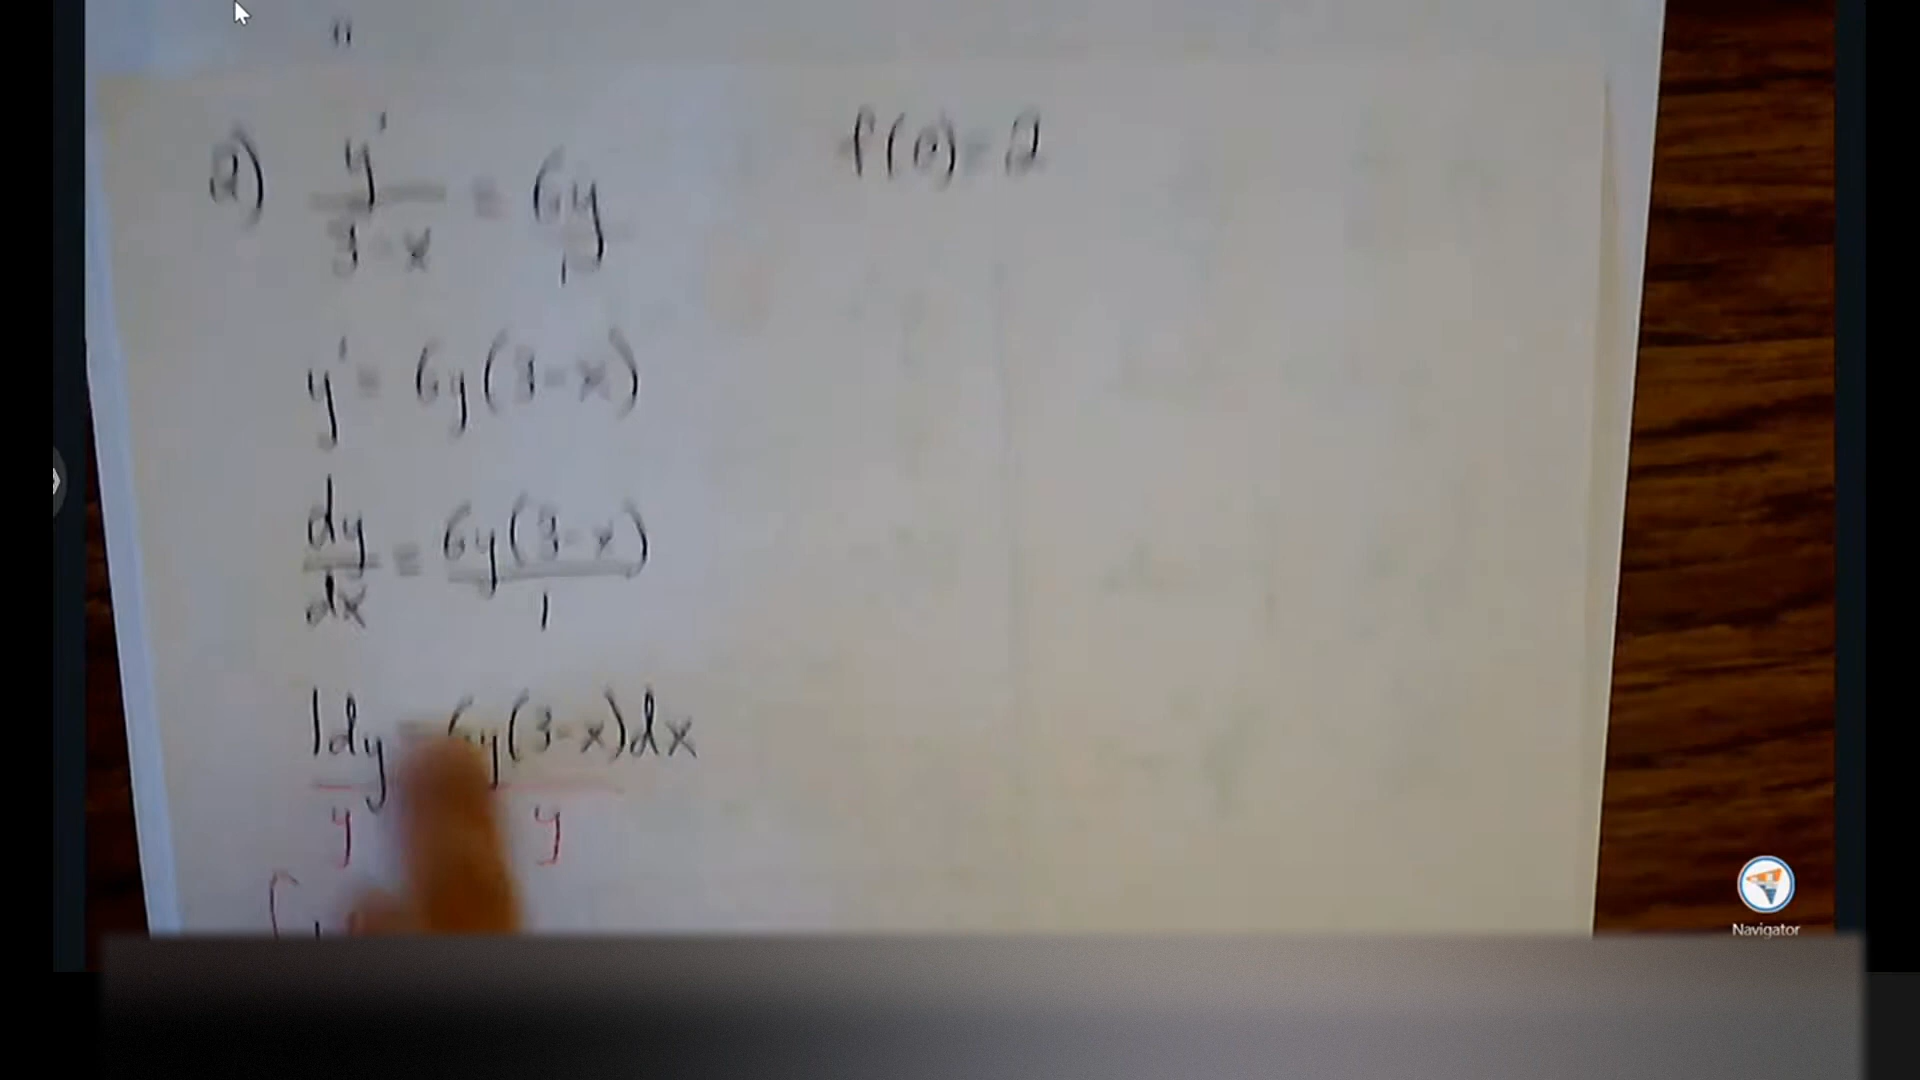 2) y'/(3-x) = 6y/1 f(0)=2
y' = 6y(3-x)
dy/dx = 6y(3-x)/1
1dy/y = 6y(3-x)dx/y
Navigator